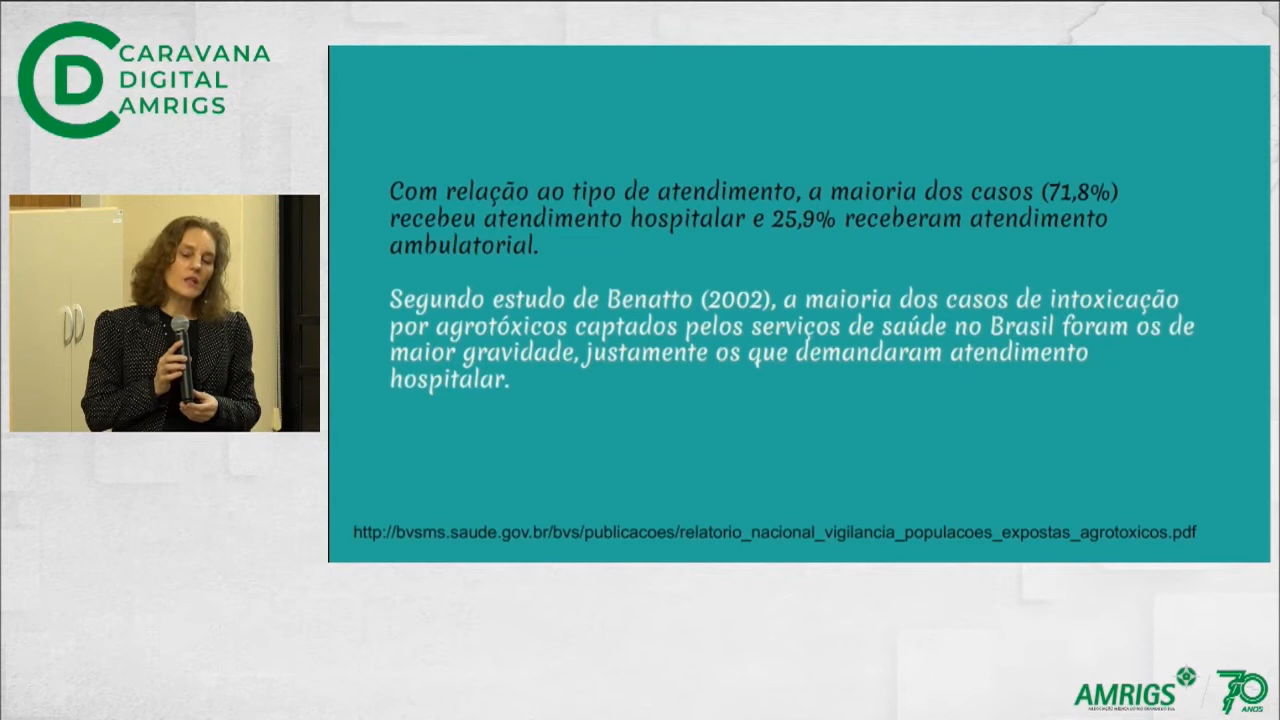 CARAVANA
DIGITAL
AMRIGS
Com relação ao tipo de atendimento, a maioria dos casos (71,8%)
recebeu atendimento hospitalar e 25,9% receberam atendimento
ambulatorial.
Segundo estudo de Benatto (2002), a maioria dos casos de intoxicação
por agrotóxicos captados pelos serviços de saúde no Brasil foram os de
maior gravidade, justamente os que demandaram atendimento
hospitalar.
http://bvsms.saude.gov.br/bvs/publicacoes/relatorio_nacional_vigilancia_populacoes_expostas_agrotoxicos.pdf
AMRIGS
70
ANOS